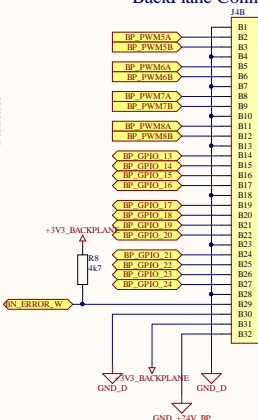 BackPlane Conn
J4B
BP_PWM5A B1
BP_PWM5B B2
B3
B4
BP_PWM6A B5
BP_PWM6B B6
B7
BP_PWM7A B8
BP_PWM7B B9
B10
BP_PWM8A B11
BP_PWM8B B12
B13
BP_GPIO_13 B14
BP_GPIO_14 B15
BP_GPIO_15 B16
BP_GPIO_16 B17
B18
BP_GPIO_17 B19
BP_GPIO_18 B20
BP_GPIO_19 B21
BP_GPIO_20 B22
+3V3_BACKPLANE B23
BP_GPIO_21 B24
BP_GPIO_22 B25
BP_GPIO_23 B26
BP_GPIO_24 B27
R8
4k7
B28
BN_ERROR_W B29
B30
B31
B32
+3V3_BACKPLANE
GND_D GND_D
GND_+24V_BP